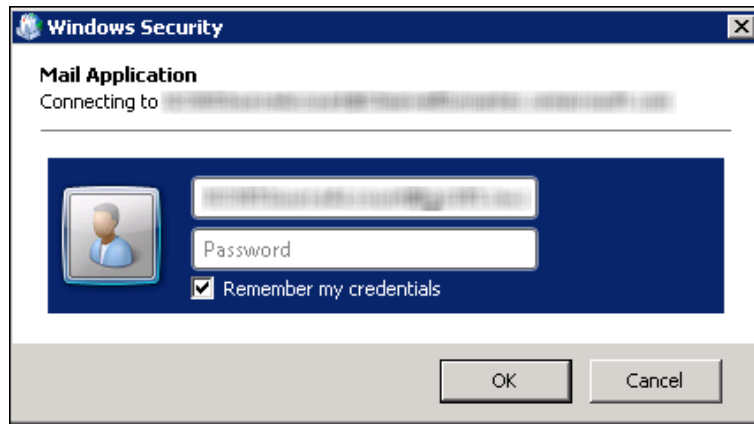 Windows Security
Mail Application
Connecting to
Password
Remember my credentials
OK
Cancel